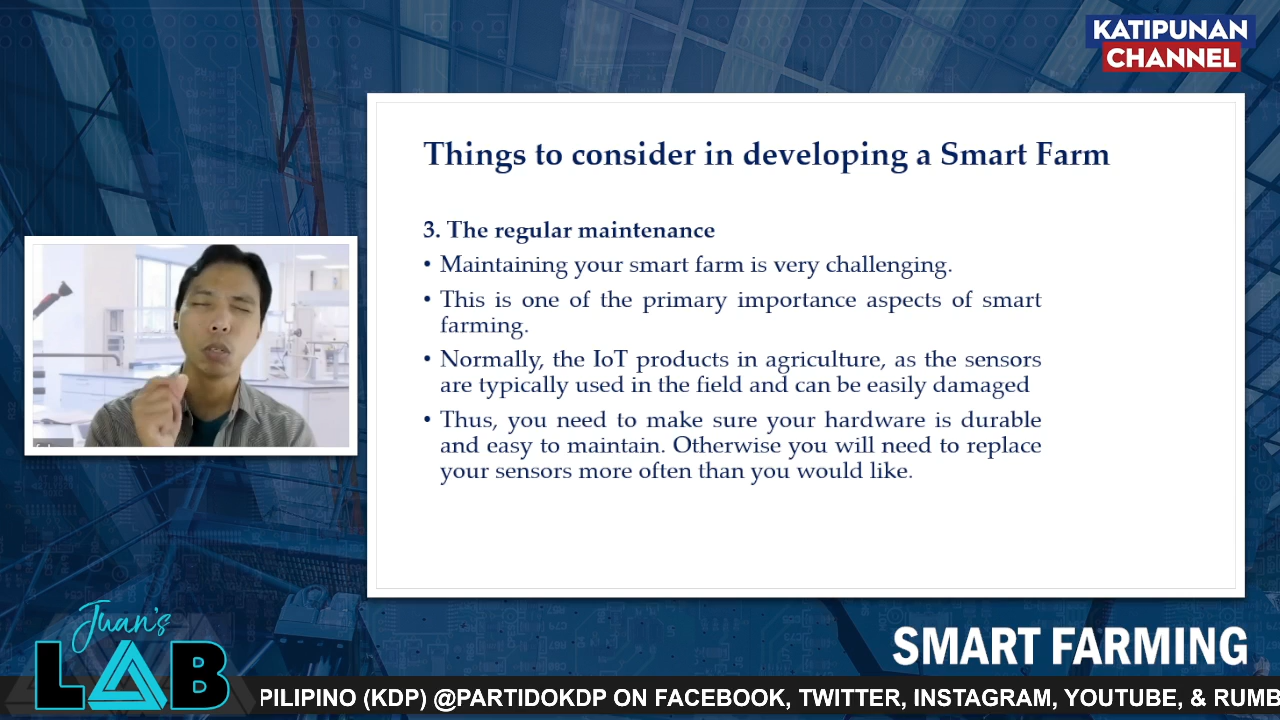 KATIPUNAN
CHANNEL
Things to consider in developing a Smart Farm
3. The regular maintenance
• Maintaining your smart farm is very challenging.
• This is one of the primary importance aspects of smart
farming.
• Normally, the IoT products in agriculture, as the sensors
are typically used in the field and can be easily damaged
• Thus, you need to make sure your hardware is durable
and easy to maintain. Otherwise you will need to replace
your sensors more often than you would like.
Juan's
LAB
SMART FARMING
PILIPINO (KDP) @PARTIDOKDP ON FACEBOOK, TWITTER, INSTAGRAM, YOUTUBE, & RUMB